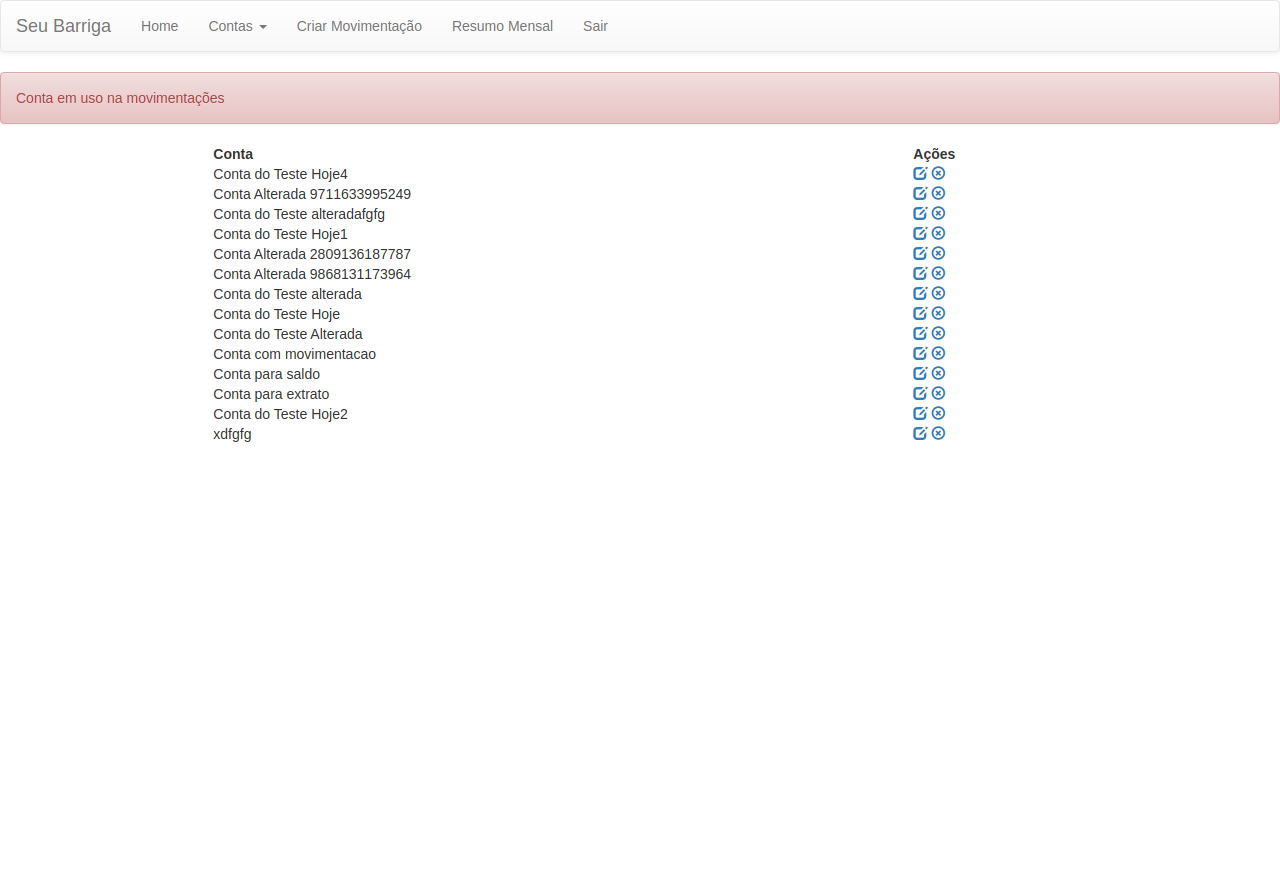 Seu Barriga Home Contas Criar Movimentação Resumo Mensal Sair
Conta em uso na movimentações
Conta Ações
Conta do Teste Hoje4
Conta Alterada 9711633995249
Conta do Teste alteradafgfg
Conta do Teste Hoje1
Conta Alterada 2809136187787
Conta Alterada 9868131173964
Conta do Teste alterada
Conta do Teste Hoje
Conta do Teste Alterada
Conta com movimentacao
Conta para saldo
Conta para extrato
Conta do Teste Hoje2
xdfgfg